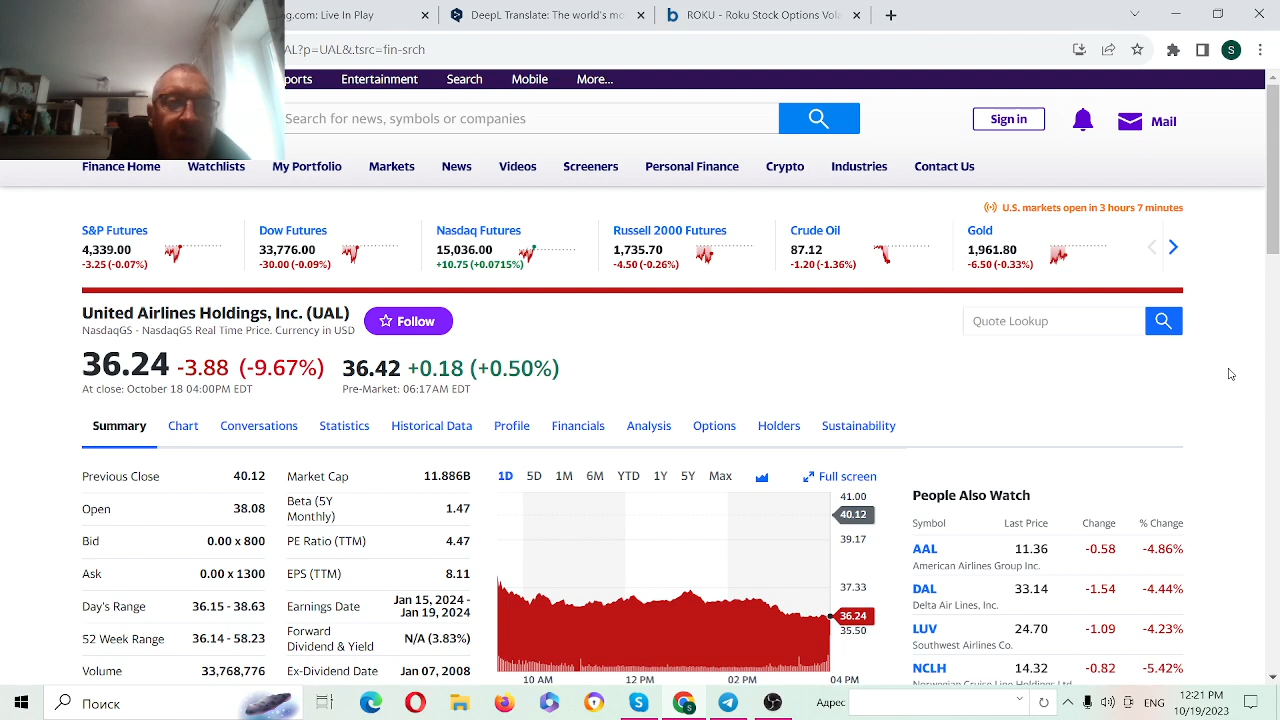 DeepL Translate: The world's mo
ROKU - Roku Options Vola
AL?p=UAL&.tsrc=fin-srch
S
ports Entertainment Search Mobile More...
Search for news, symbols or companies
Sign in
Mail
Finance Home Watchlists My Portfolio Markets News Videos Screeners Personal Finance Crypto Industries Contact Us
U.S. markets open in 3 hours 7 minutes
S&P Futures Dow Futures Nasdaq Futures Russell 2000 Futures Crude Oil Gold
4,339.00 33,776.00 15,036.00 1,735.70 87.12 1,961.80
-3.25 (-0.07%) -30.00 (-0.09%) +10.75 (+0.0715%) -4.50 (-0.26%) -1.20 (-1.36%) -6.50 (-0.33%)
United Airlines Holdings, Inc. (UAL)
Follow
Quote Lookup
NasdaqGS - NasdaqGS Real Time Price. Currency in USD
36.24 -3.88 (-9.67%) 36.42 +0.18 (+0.50%)
At close: October 18 04:00PM EDT Pre-Market: 06:17AM EDT
Summary Chart Conversations Statistics Historical Data Profile Financials Analysis Options Holders Sustainability
Previous Close 40.12
Open 38.08
Bid 0.00 x 800
Ask 0.00 x 1300
Day's Range 36.15 - 38.63
52 Week Range 36.14 - 58.23
Volume 33,768,776
Market Cap 11.886B
Beta (5Y Monthly) 1.47
PE Ratio (TTM) 4.47
EPS (TTM) 8.11
Earnings Date Jan 15, 2024 -
Jan 19, 2024
Forward
Dividend & Yield N/A (3.83%)
Ex-Dividend Date Jan 07, 2008
1D 5D 1M 6M YTD 1Y 5Y Max Full screen
41.00
40.12
39.17
37.33
36.24
35.50
10 AM 12 PM 02 PM 04 PM
People Also Watch
Symbol Last Price Change % Change
AAL 11.36 -0.58 -4.86%
American Airlines Group Inc.
DAL 33.14 -1.54 -4.44%
Delta Air Lines, Inc.
LUV 24.70 -1.09 -4.23%
Southwest Airlines Co.
NCLH 14.32 -0.82 -5.42%
Norwegian Cruise Line Holdings Ltd
Поиск
Адрес
ENG
12:21 PM
10/19/2023